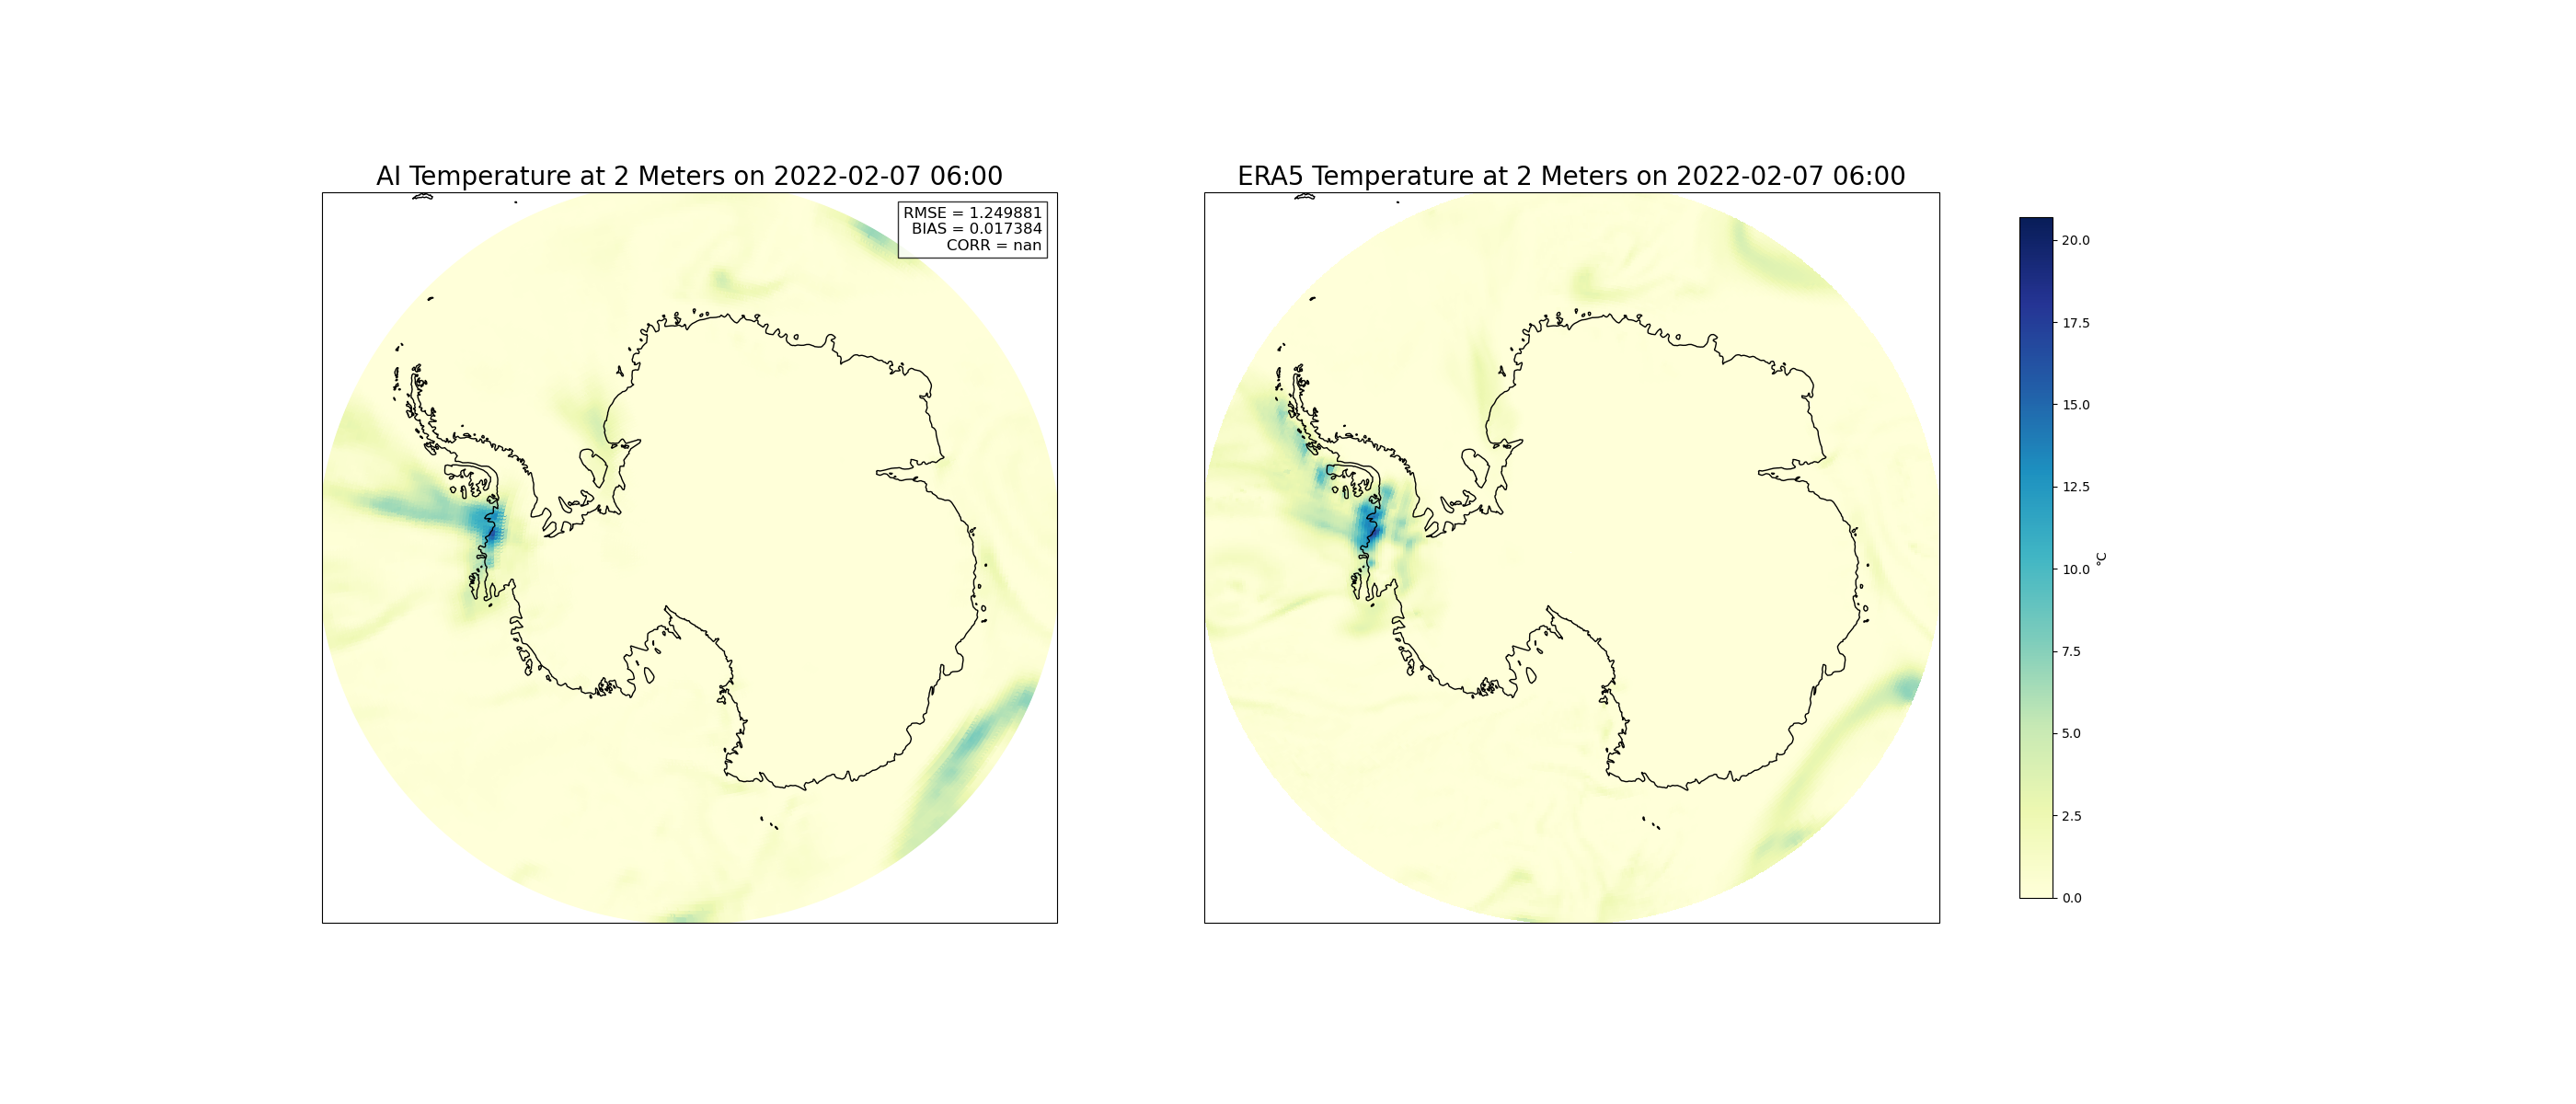 AI Temperature at 2 Meters on 2022-02-07 06:00
RMSE = 1.249881
BIAS = 0.017384
CORR = nan
ERA5 Temperature at 2 Meters on 2022-02-07 06:00
20.0
17.5
15.0
12.5
10.0
7.5
5.0
2.5
0.0
°C